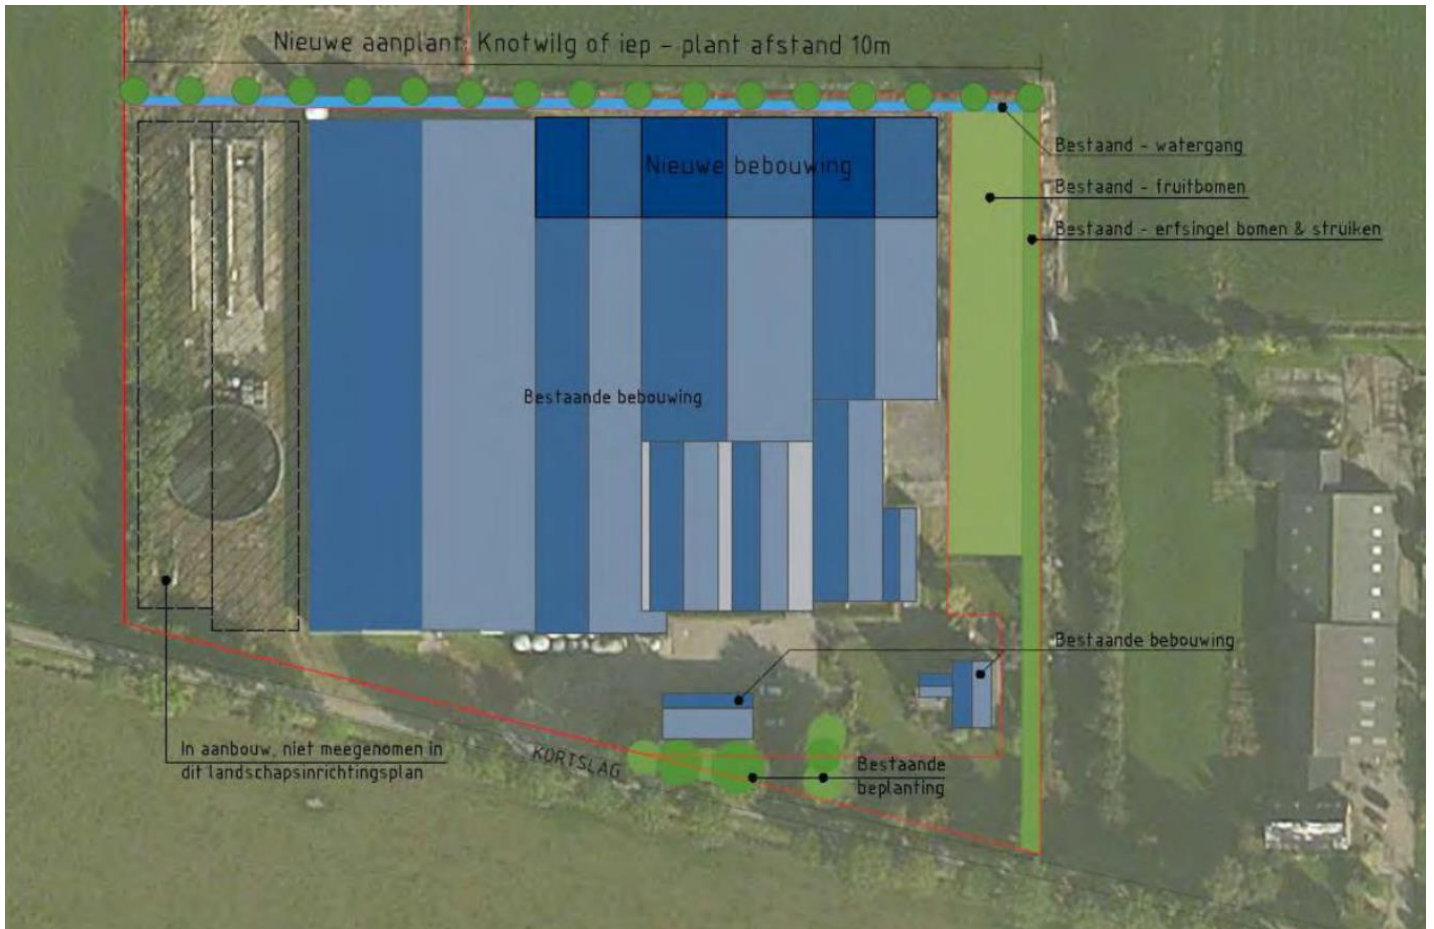 Nieuwe aanplant: Knotwilg of iep - plant afstand 10m
Bestaand - watergang
Nieuwe bebouwing
Bestaand - fruitbomen
Bestaand - erfsingel bomen & struiken
Bestaande bebouwing
Bestaande bebouwing
In aanbouw, niet meegenomen in
dit landschapsinrichtingsplan
KORTSLAG
Bestaande
beplanting